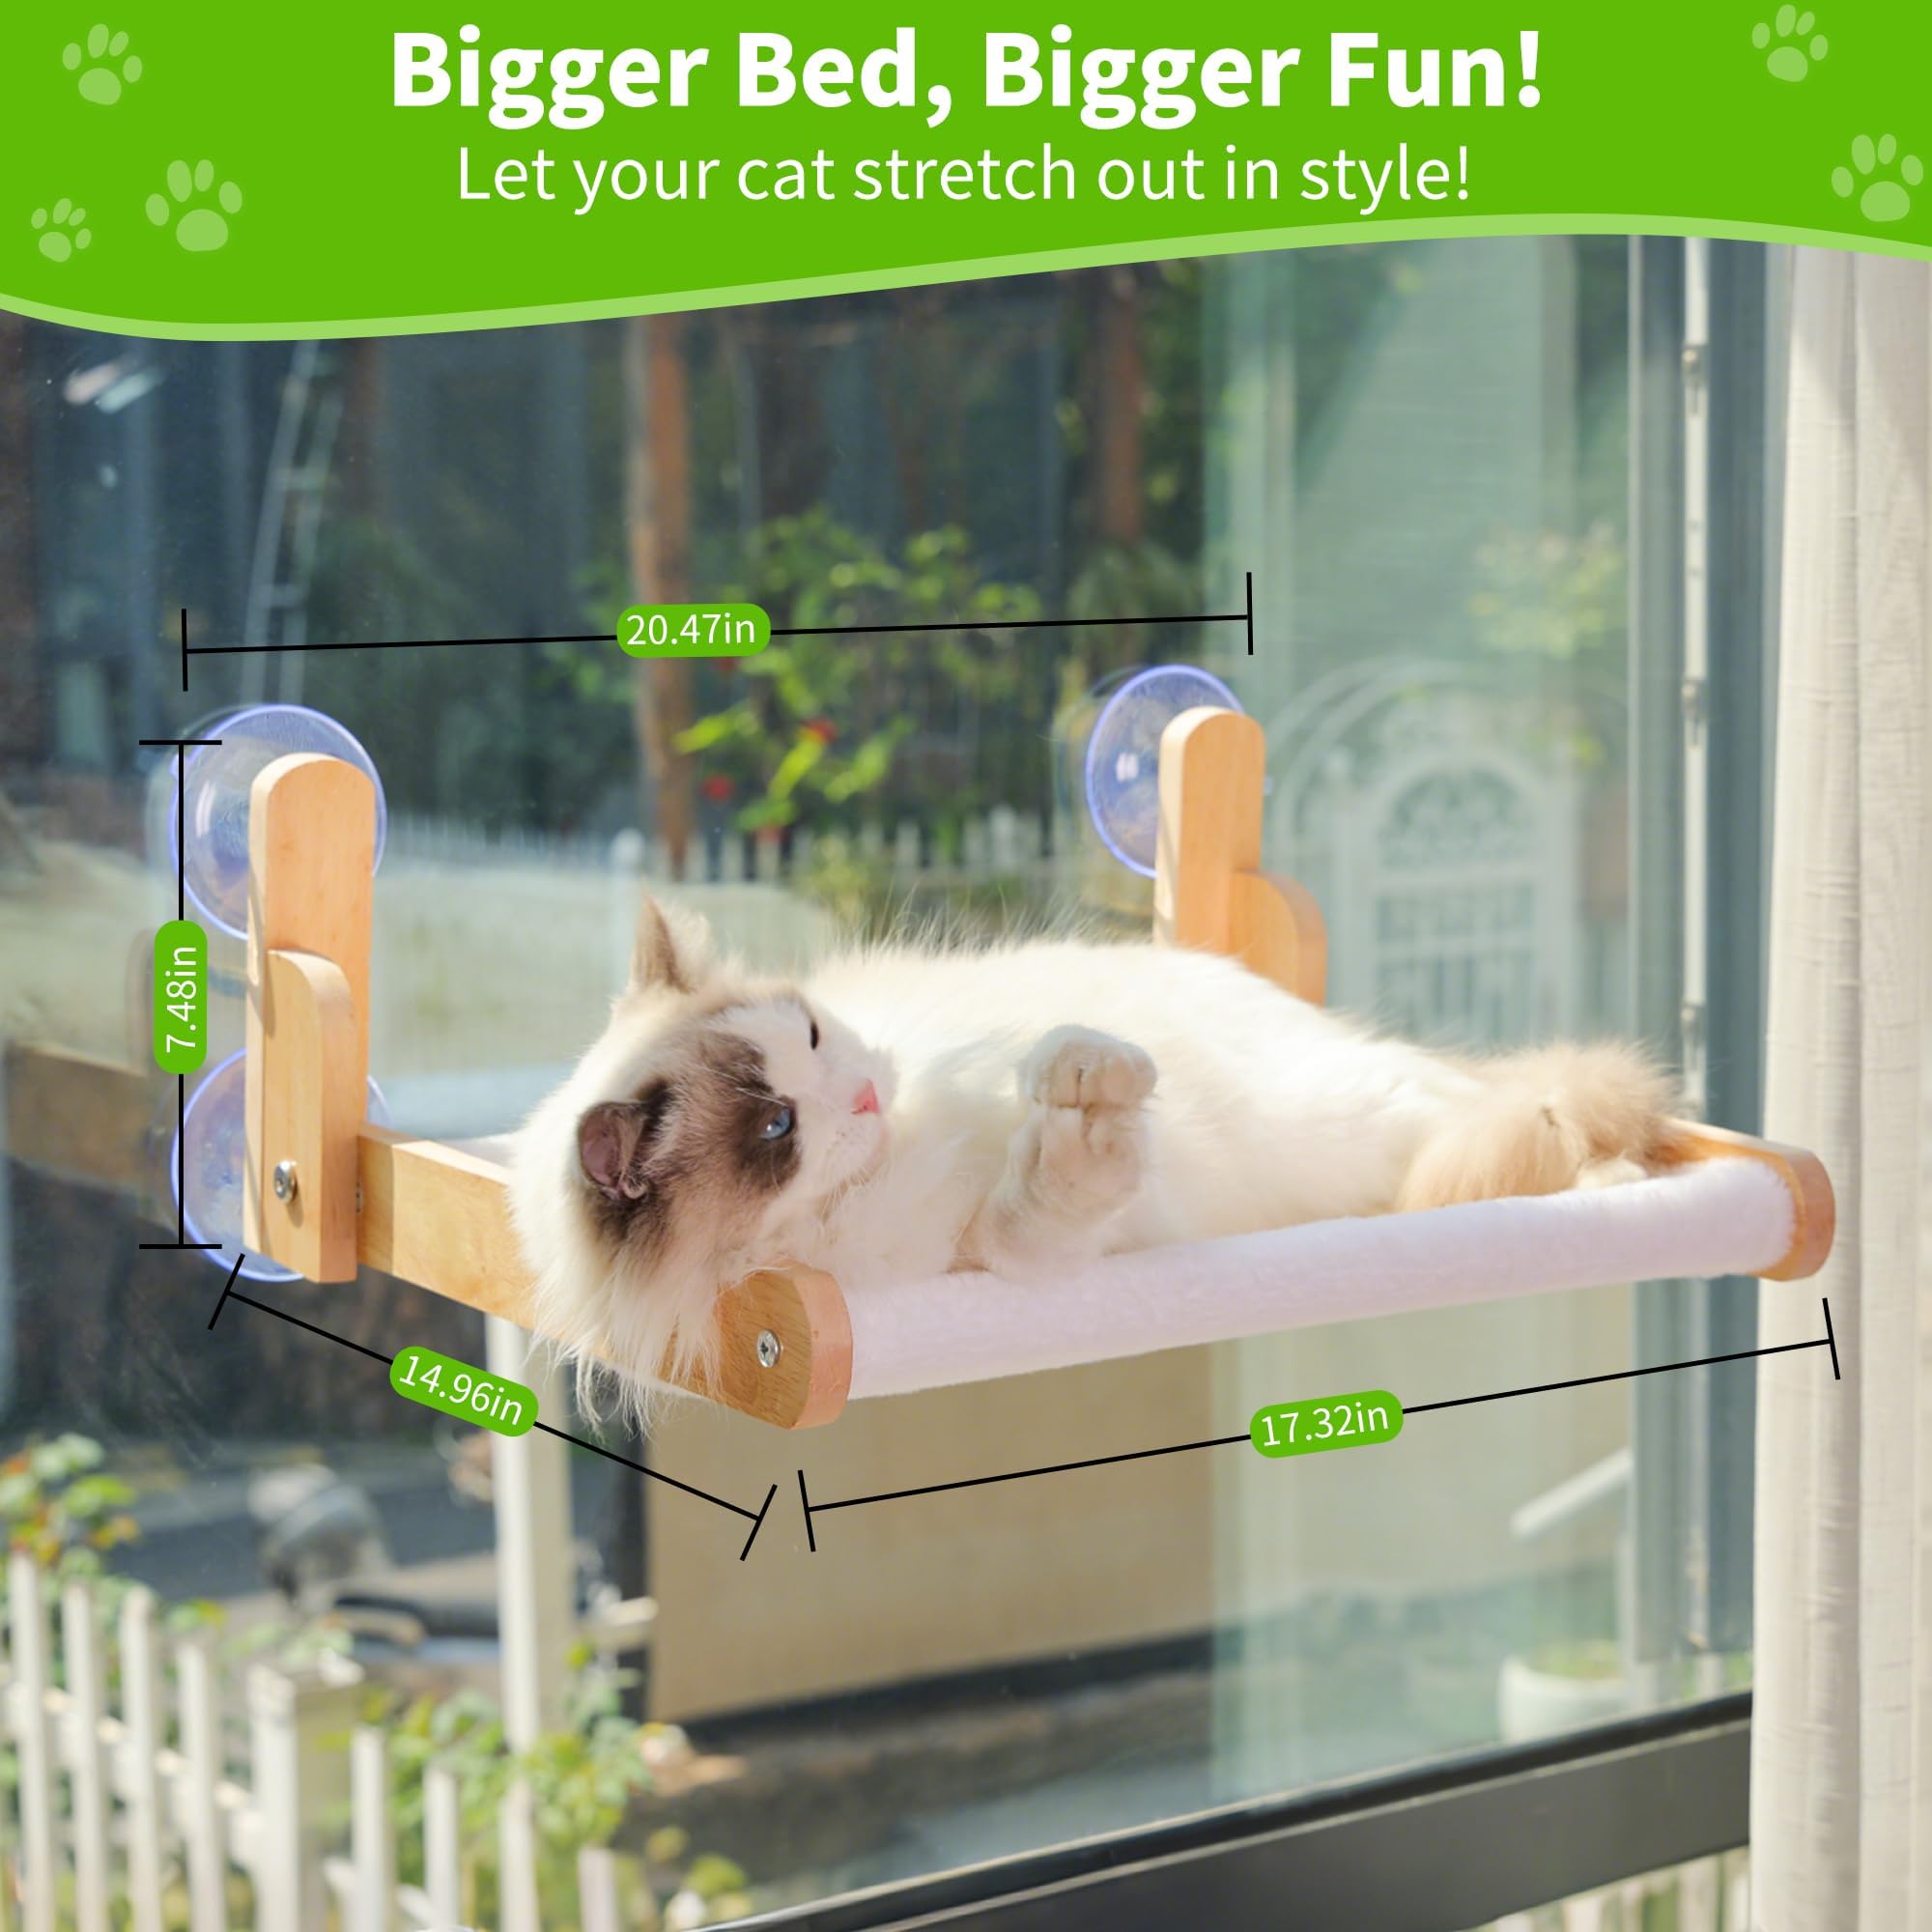 Bigger Bed, Bigger Fun!
Let your cat stretch out in style!
20.47in
7.48in
14.96in
17.32in